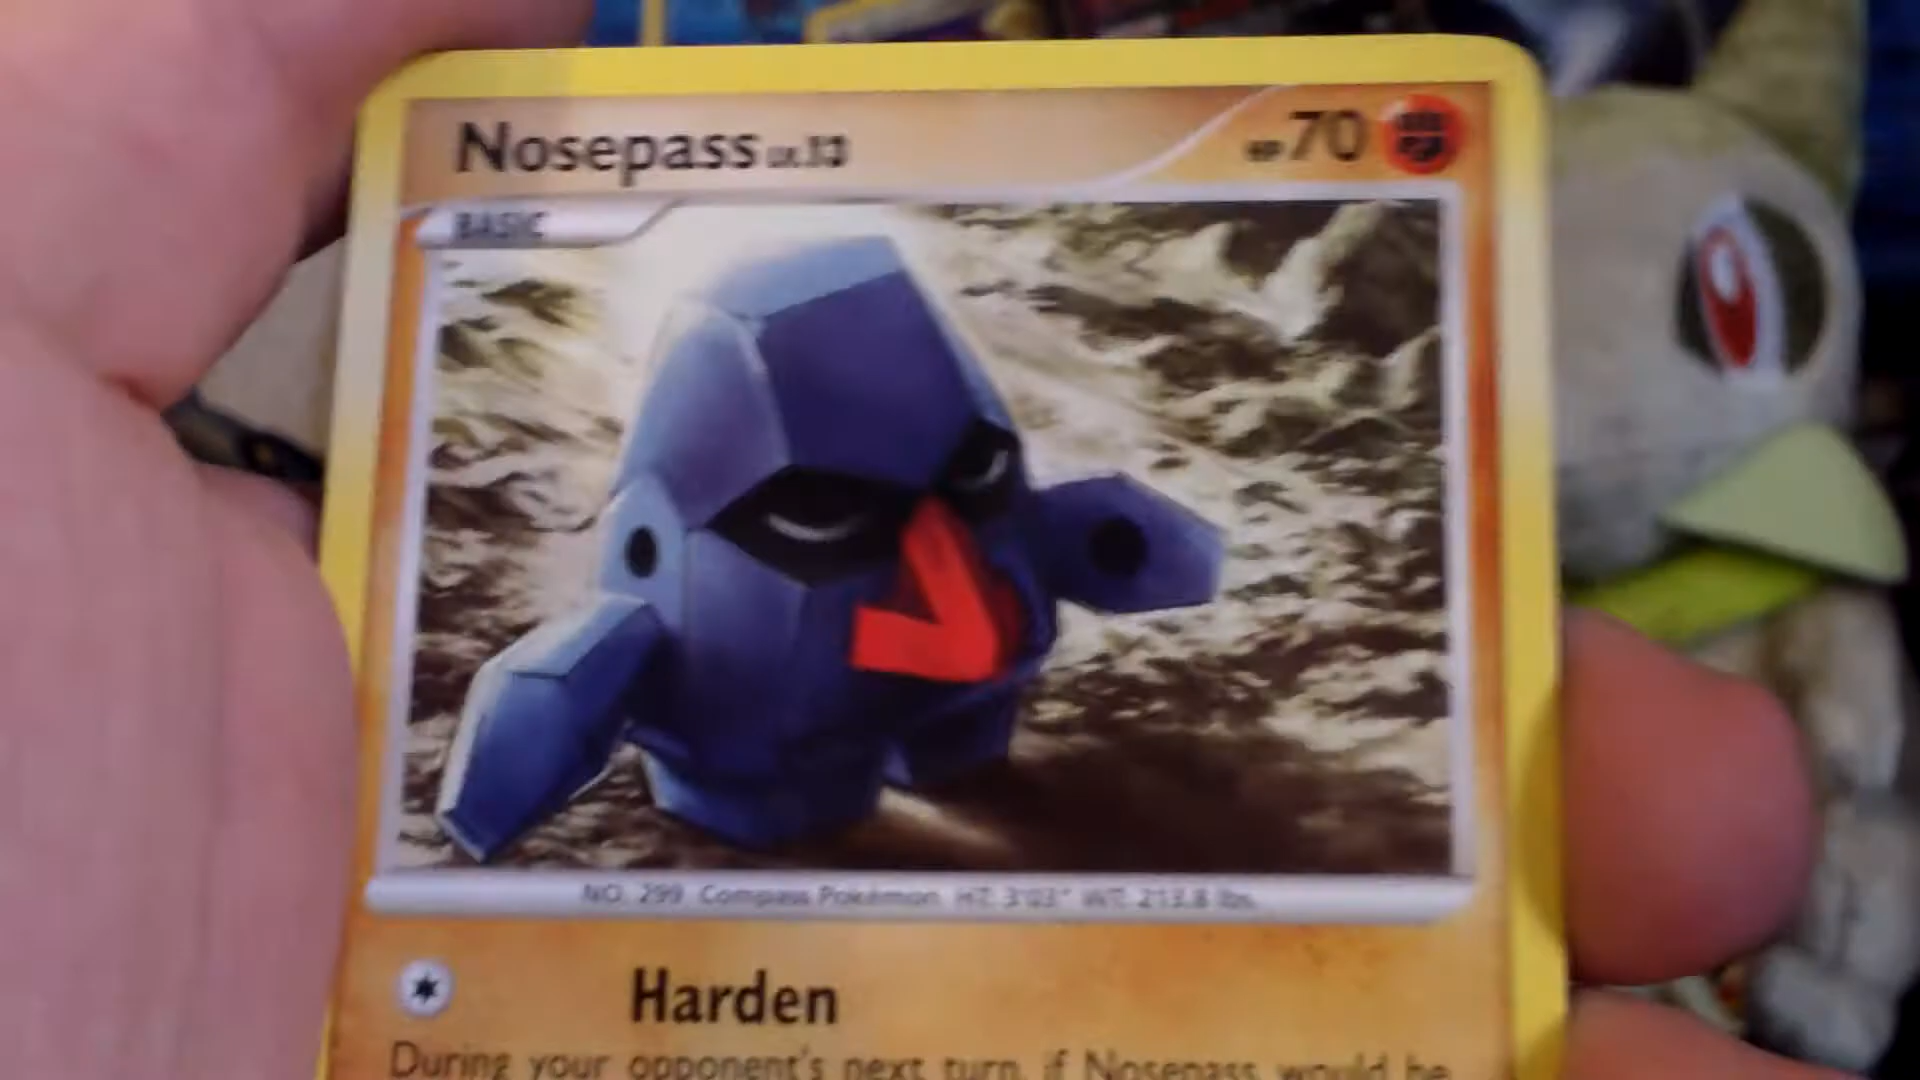 Nosepass LV.13
HP 70
BASIC
NO. 299 Compass Pokémon HT: 3'03" WT: 213.8 lbs.
Harden
During your opponent's next turn, if Nosepass would be